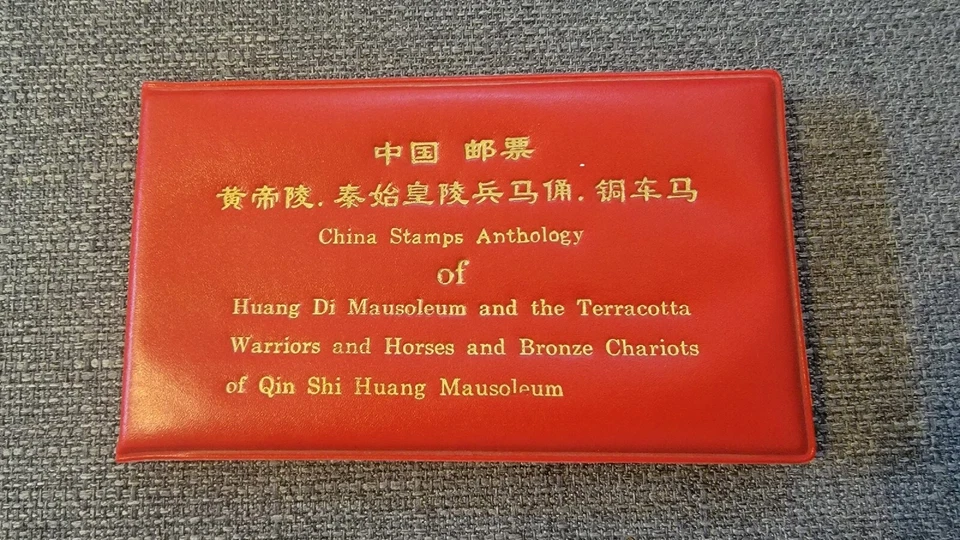 中国 邮票
黄帝陵.秦始皇陵兵马俑.铜车马
China Stamps Anthology
of
Huang Di Mausoleum and the Terracotta
Warriors and Horses and Bronze Chariots
of Qin Shi Huang Mausoleum